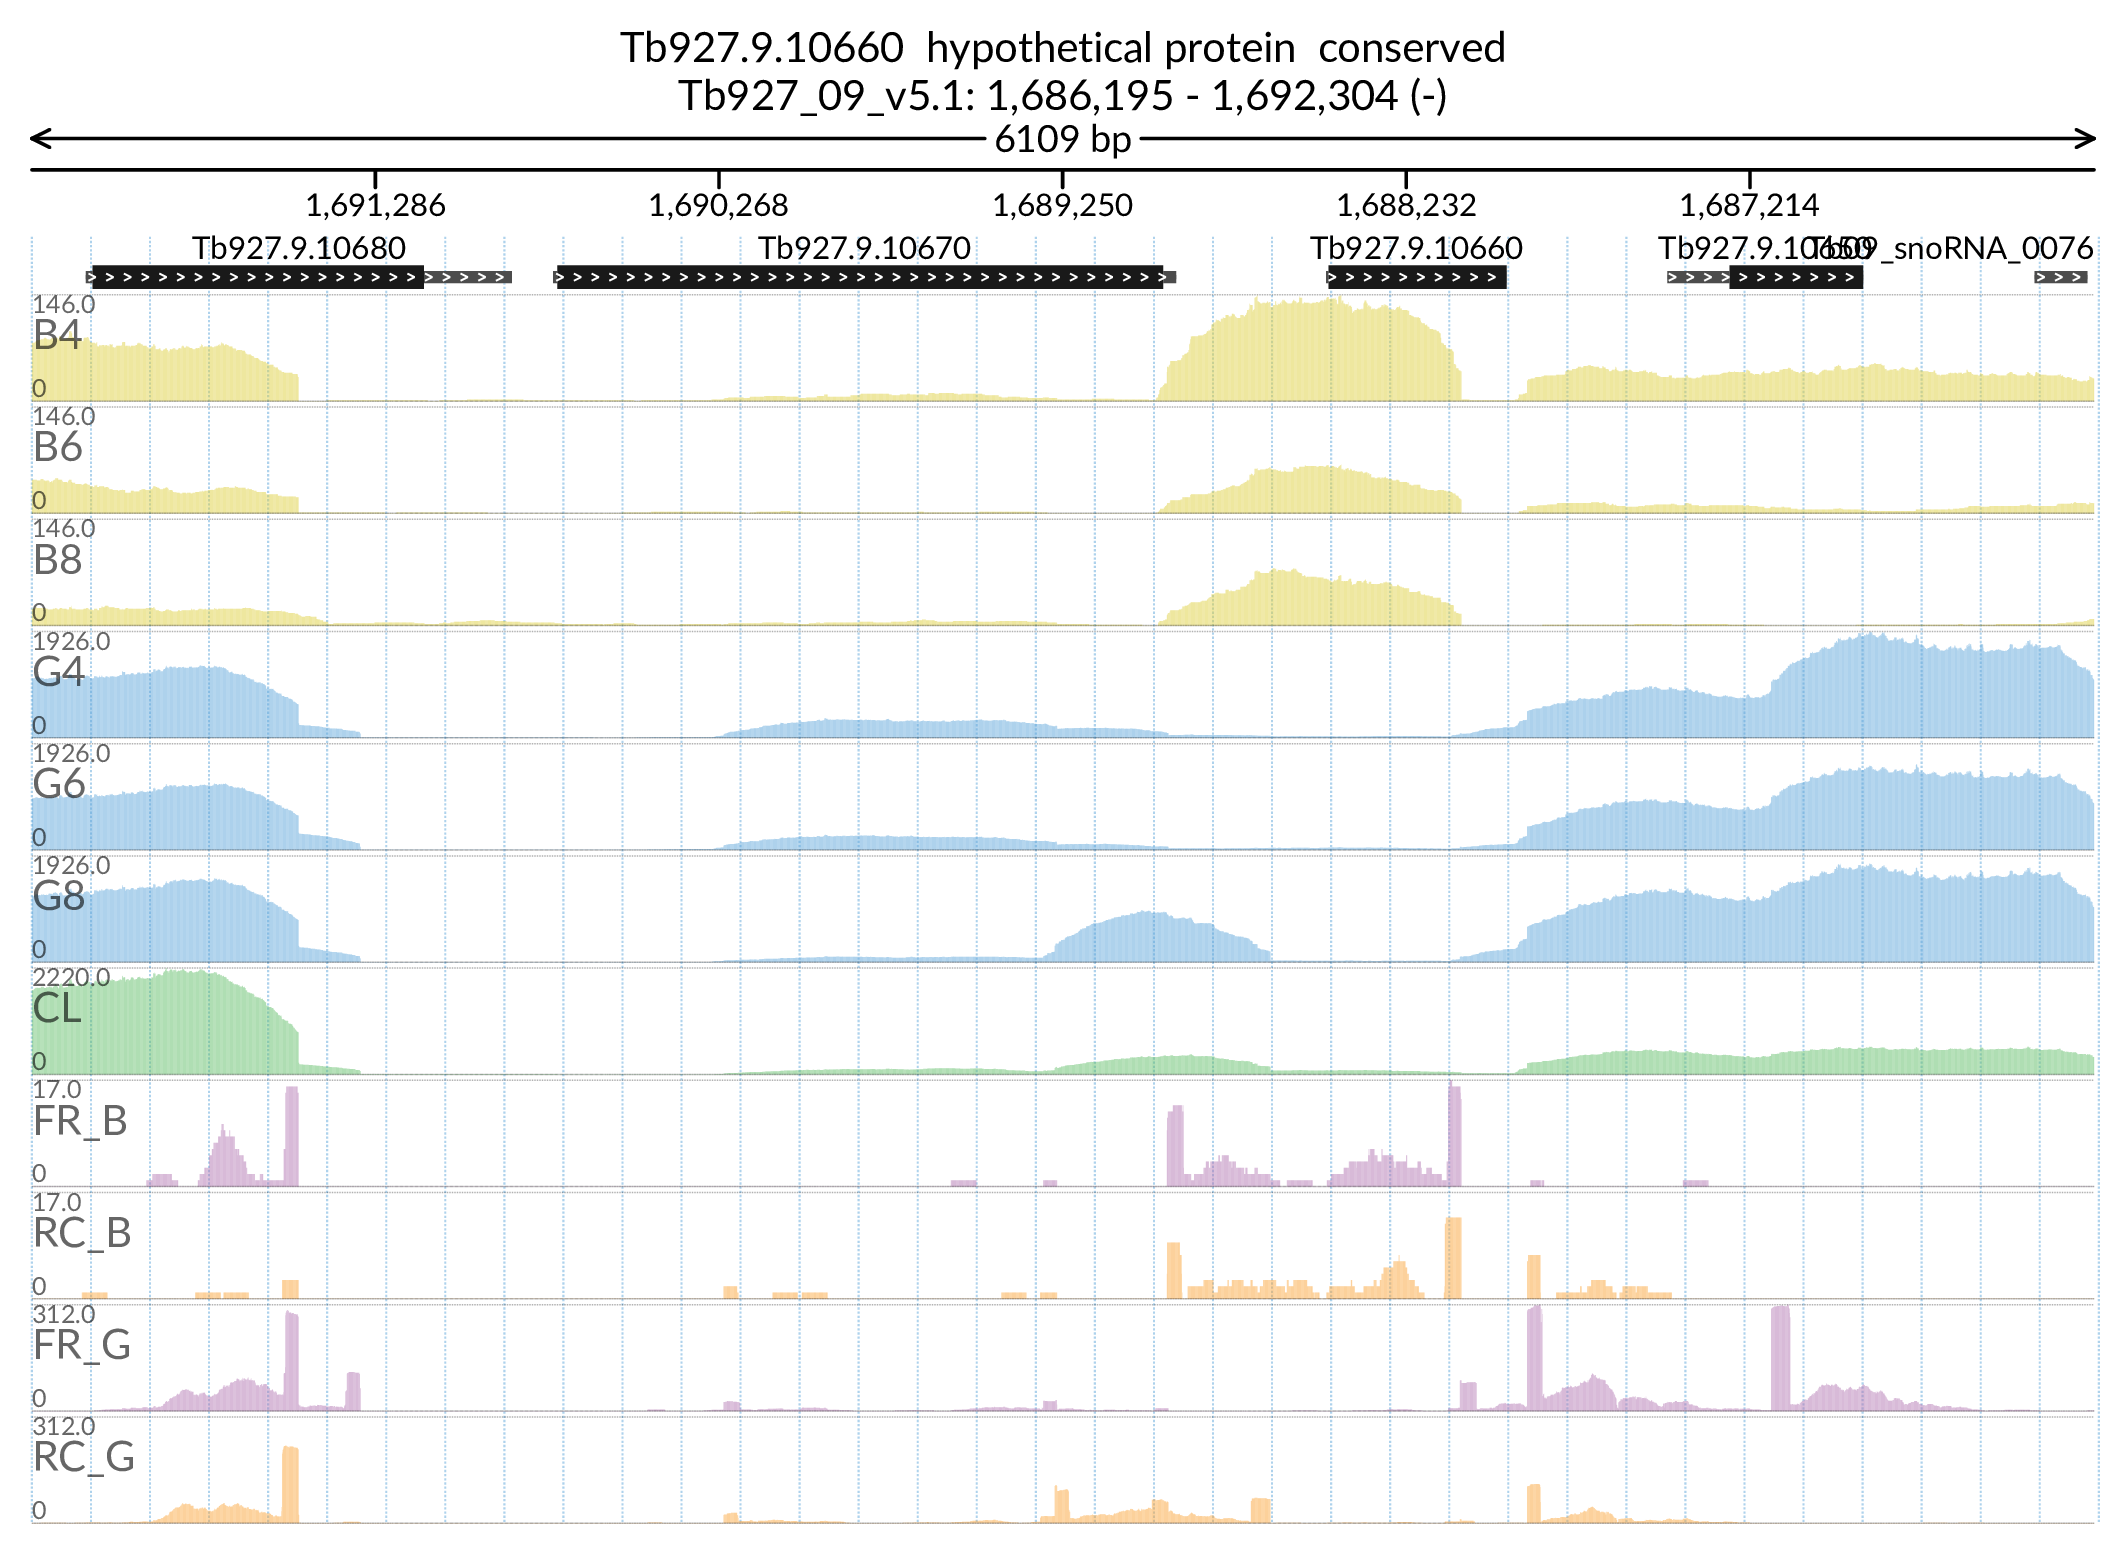 Tb927.9.10660 hypothetical protein conserved
Tb927_09_v5.1: 1,686,195 - 1,692,304 (-)
6109 bp
1,691,286 1,690,268 1,689,250 1,688,232 1,687,214
Tb927.9.10680 Tb927.9.10670 Tb927.9.10660 Tb927.9.10650 Tb09_snoRNA_0076
146.0
B4
0
146.0
B6
0
146.0
B8
0
1926.0
G4
0
1926.0
G6
0
1926.0
G8
0
2220.0
CL
0
17.0
FR_B
0
17.0
RC_B
0
312.0
FR_G
0
312.0
RC_G
0